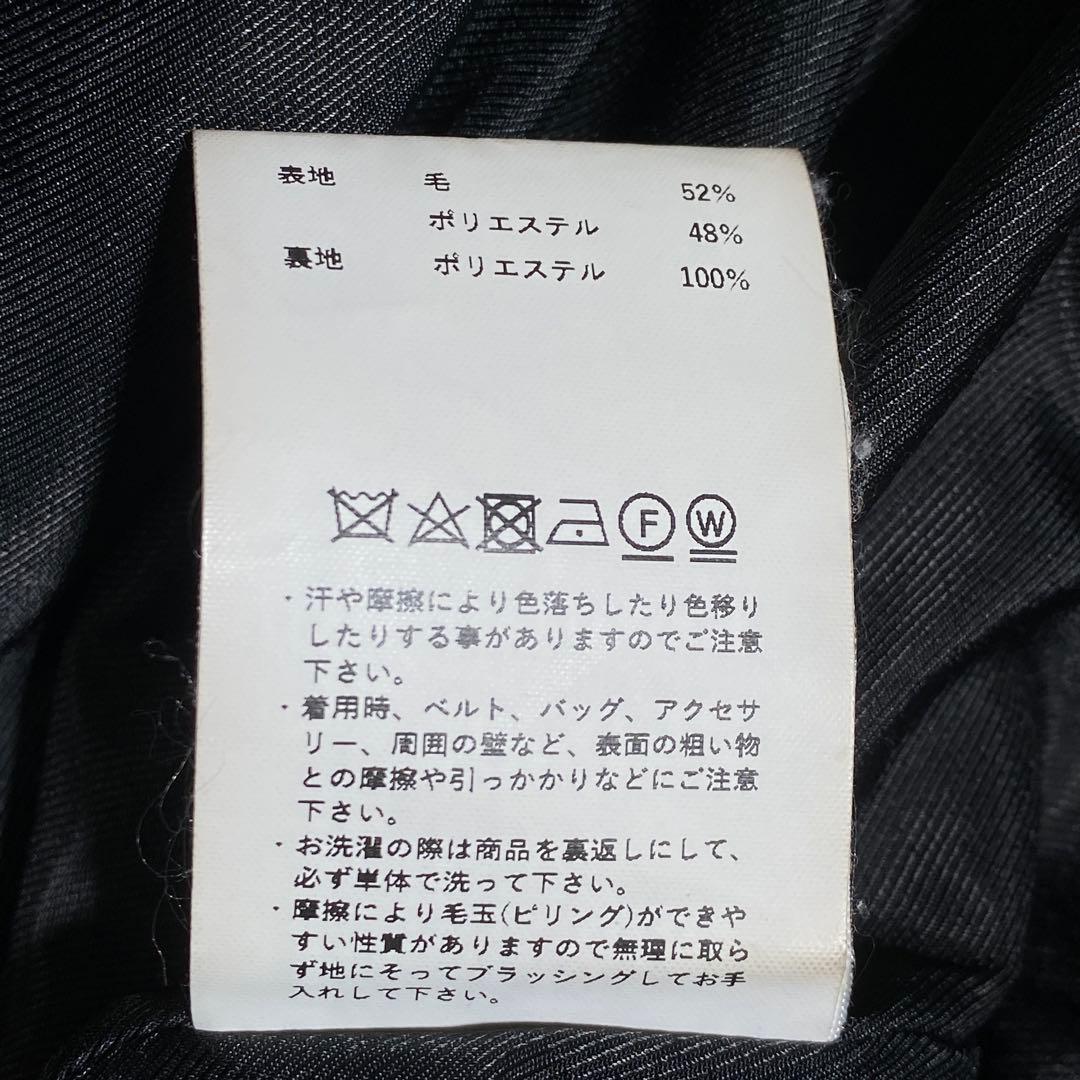 表地 毛 52%
ポリエステル 48%
裏地 ポリエステル 100%
F W
・汗や摩擦により色落ちしたり色移り
したりする事がありますのでご注意
下さい。
・着用時、ベルト、バッグ、アクセサ
リー、周囲の壁など、表面の粗い物
との摩擦や引っかかりなどにご注意
下さい。
・お洗濯の際は商品を裏返しにして、
必ず単体で洗って下さい。
・摩擦により毛玉(ピリング)ができや
すい性質がありますので無理に取ら
ず地にそってブラッシングしてお手
入れして下さい。